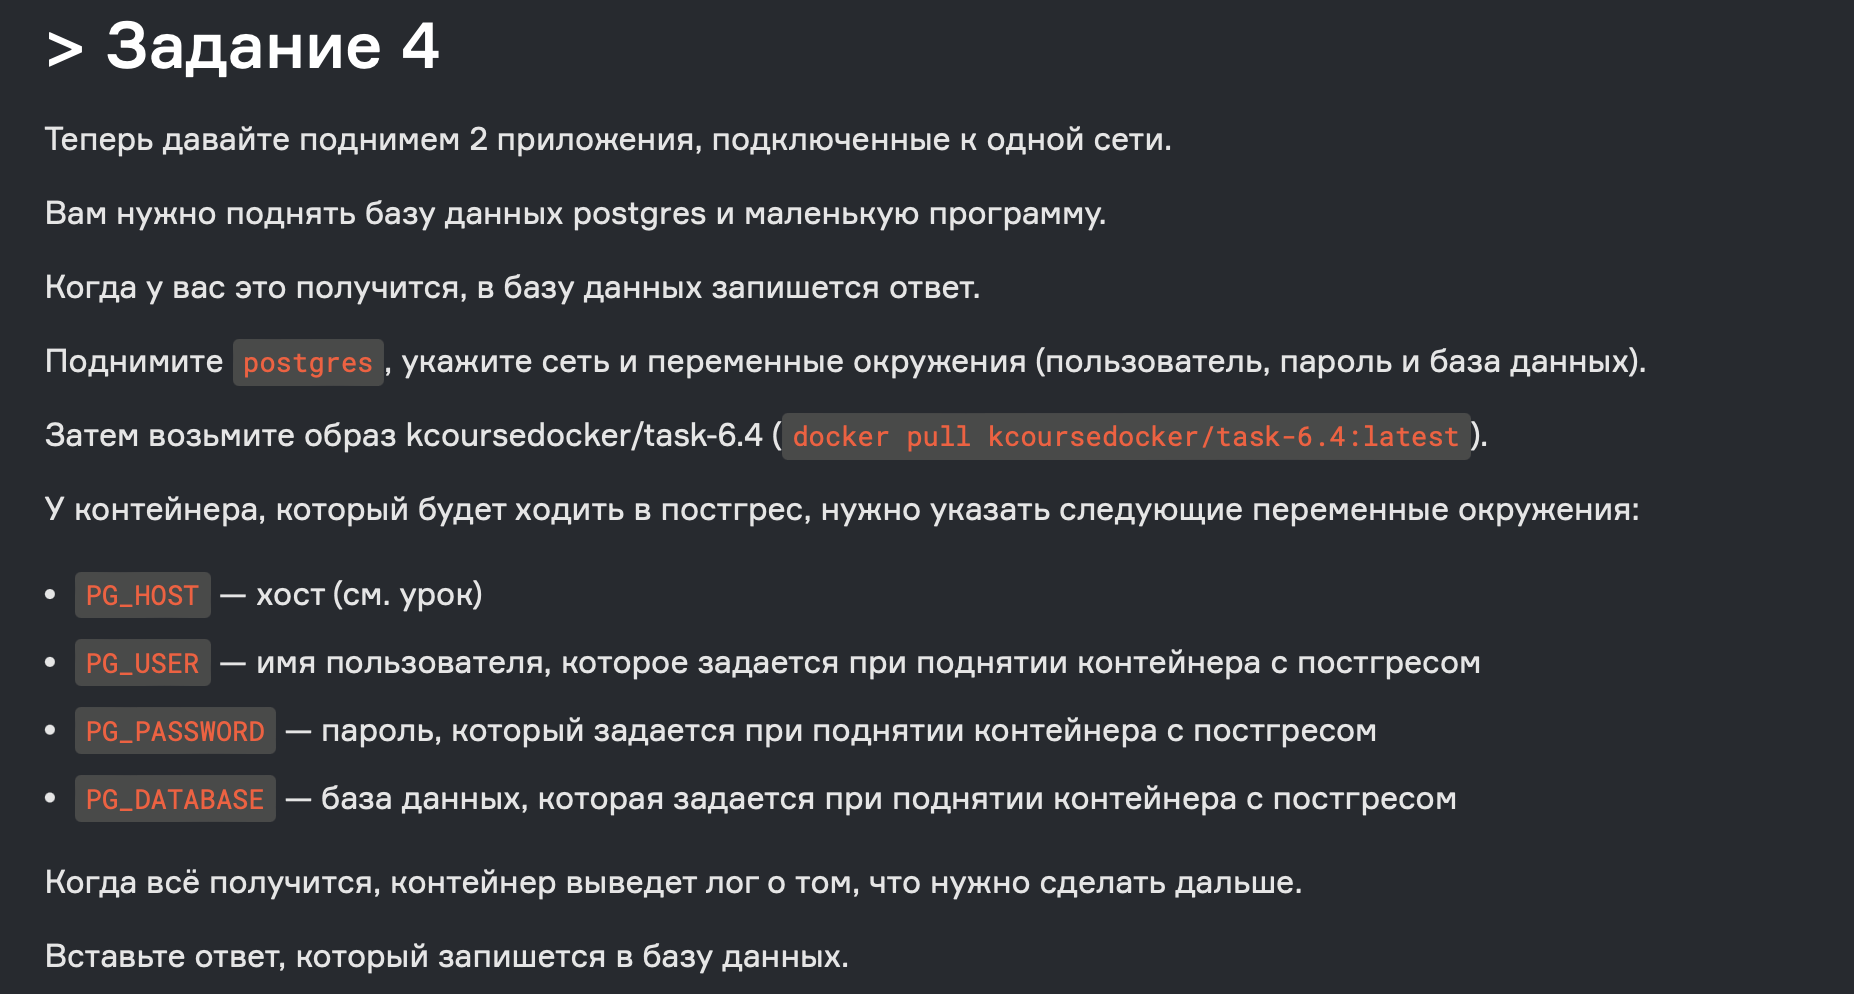 > Задание 4
Теперь давайте поднимем 2 приложения, подключенные к одной сети.
Вам нужно поднять базу данных postgres и маленькую программу.
Когда у вас это получится, в базу данных запишется ответ.
Поднимите postgres, укажите сеть и переменные окружения (пользователь, пароль и база данных).
Затем возьмите образ kcoursedocker/task-6.4 (docker pull kcoursedocker/task-6.4:latest).
У контейнера, который будет ходить в постгрес, нужно указать следующие переменные окружения:
• PG_HOST — хост (см. урок)
• PG_USER — имя пользователя, которое задается при поднятии контейнера с постгресом
• PG_PASSWORD — пароль, который задается при поднятии контейнера с постгресом
• PG_DATABASE — база данных, которая задается при поднятии контейнера с постгресом
Когда всё получится, контейнер выведет лог о том, что нужно сделать дальше.
Вставьте ответ, который запишется в базу данных.